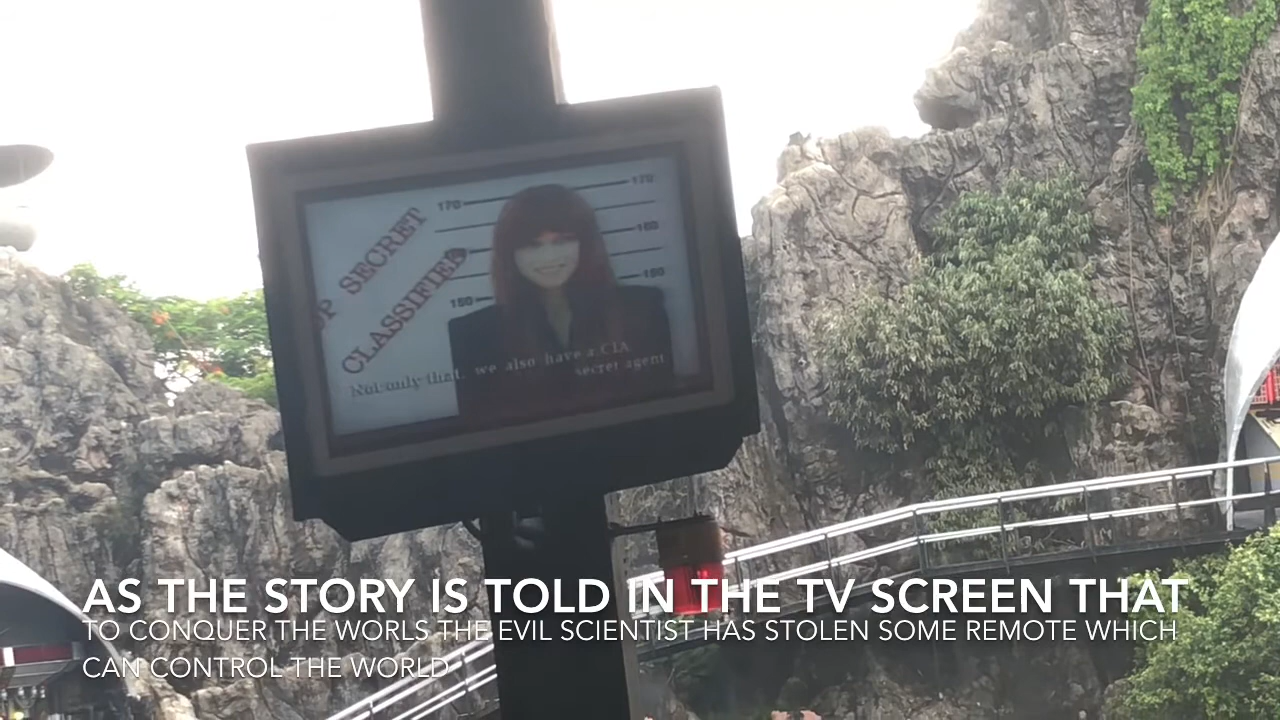 170 170
160
150 150
P SECRET
CLASSIFIED
Not only that, we also have a CIA
secret agent
AS THE STORY IS TOLD IN THE TV SCREEN THAT
TO CONQUER THE WORLS THE EVIL SCIENTIST HAS STOLEN SOME REMOTE WHICH
CAN CONTROL THE WORLD